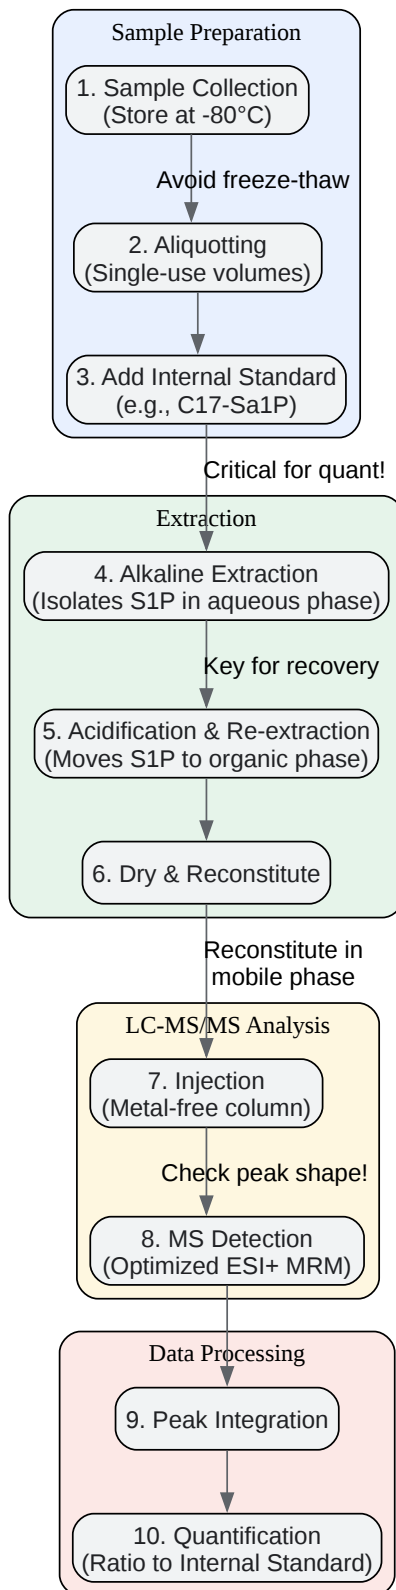 Sample Preparation
1. Sample Collection
(Store at -80°C)
Avoid freeze-thaw
2. Aliquotting
(Single-use volumes)
3. Add Internal Standard
(e.g., C17-Sa1P)
Critical for quant!
Extraction
4. Alkaline Extraction
(Isolates S1P in aqueous phase)
Key for recovery
5. Acidification & Re-extraction
(Moves S1P to organic phase)
6. Dry & Reconstitute
Reconstitute in
mobile phase
LC-MS/MS Analysis
7. Injection
(Metal-free column)
Check peak shape!
8. MS Detection
(Optimized ESI+ MRM)
Data Processing
9. Peak Integration
10. Quantification
(Ratio to Internal Standard)